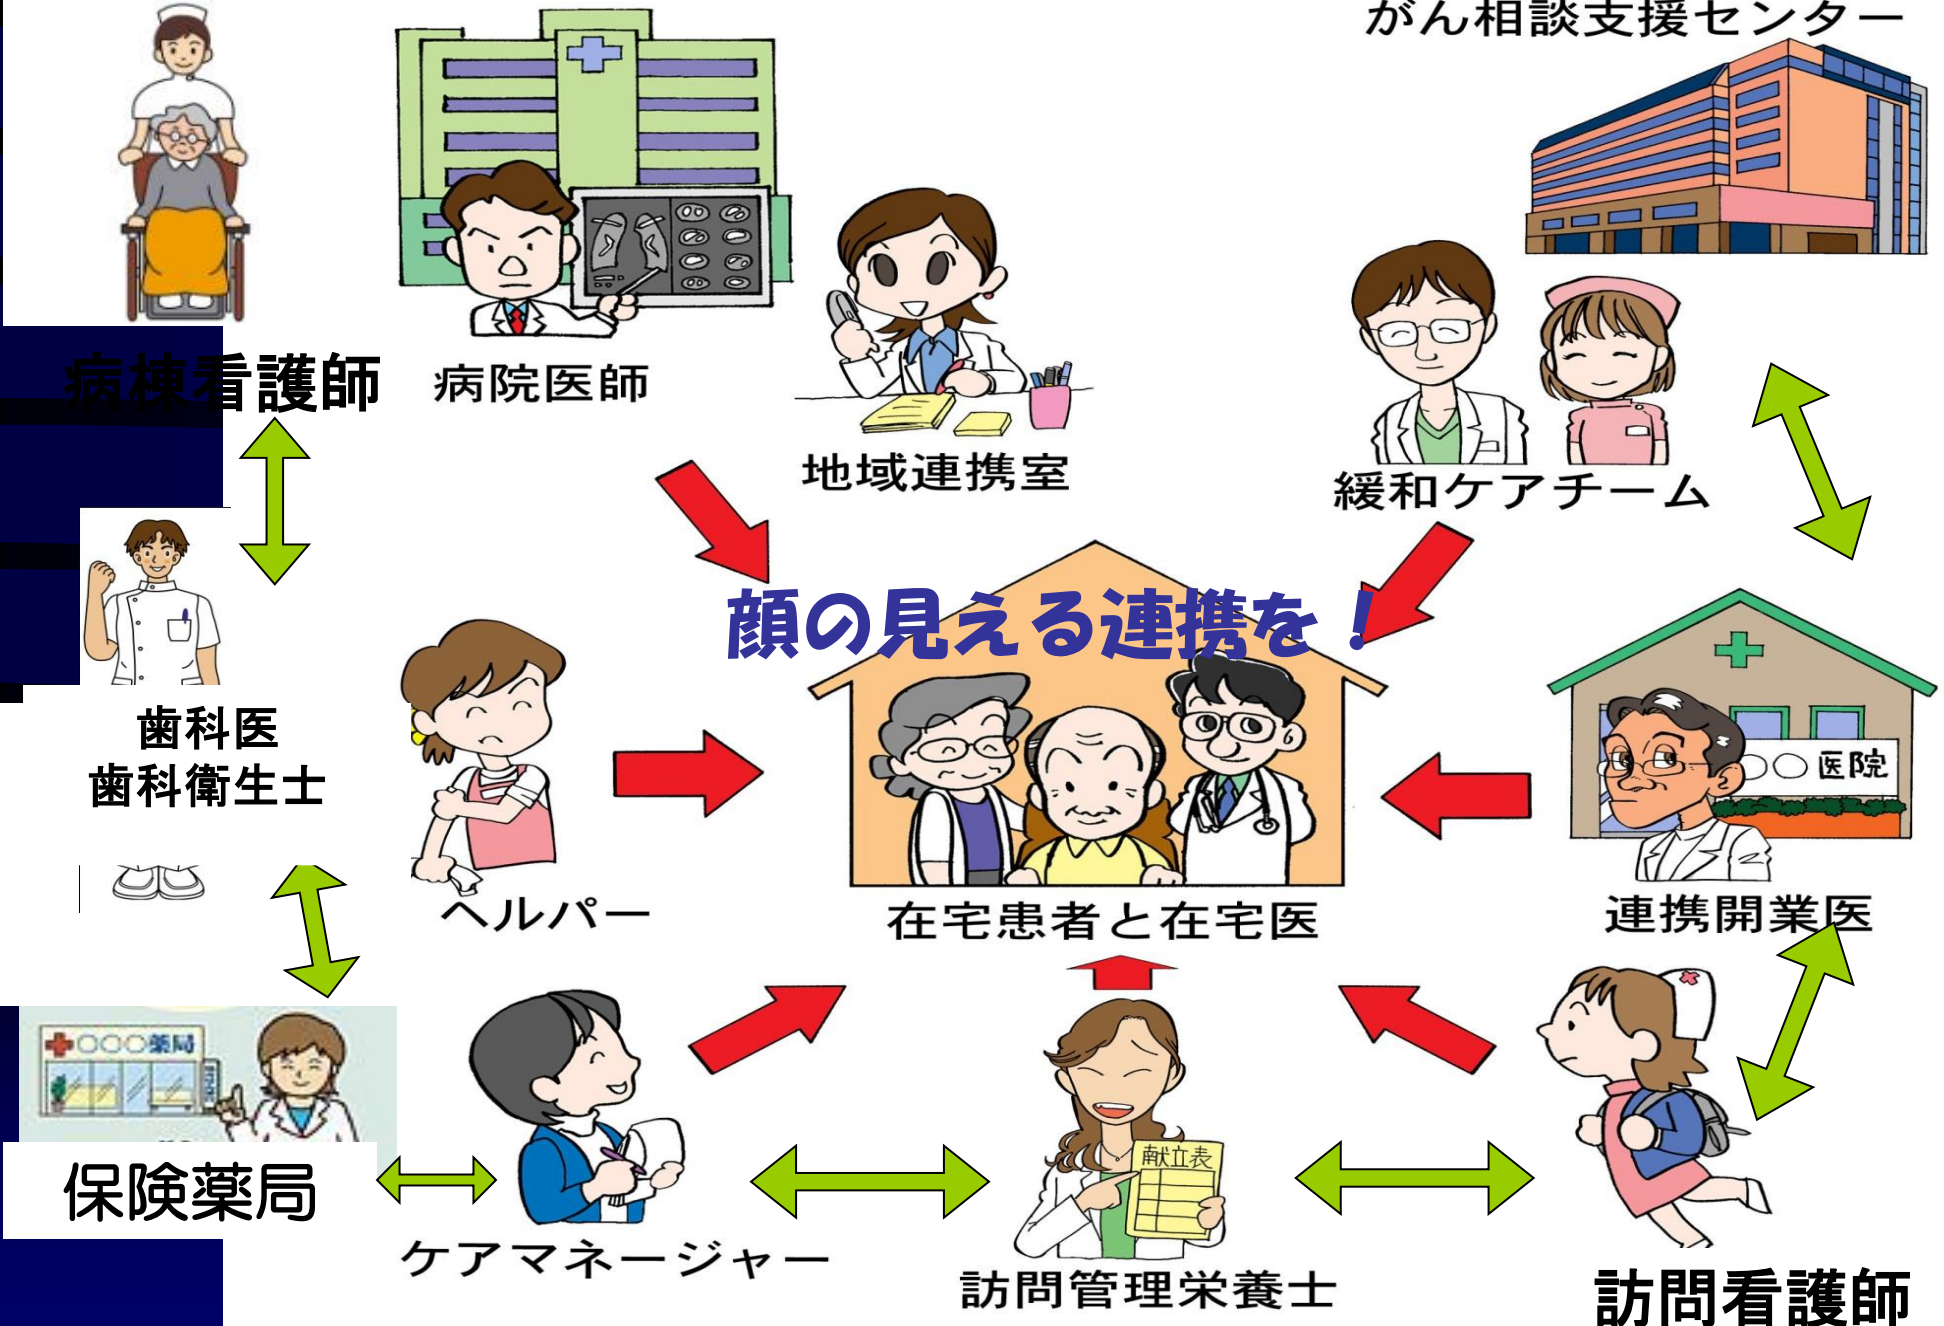 がん相談支援センター
病棟看護師
病院医師
地域連携室
緩和ケアチーム
顔の見える連携を！
歯科医
歯科衛生士
ヘルパー
在宅患者と在宅医
〇〇医院
連携開業医
〇〇〇薬局
保険薬局
ケアマネージャー
献立表
訪問管理栄養士
訪問看護師